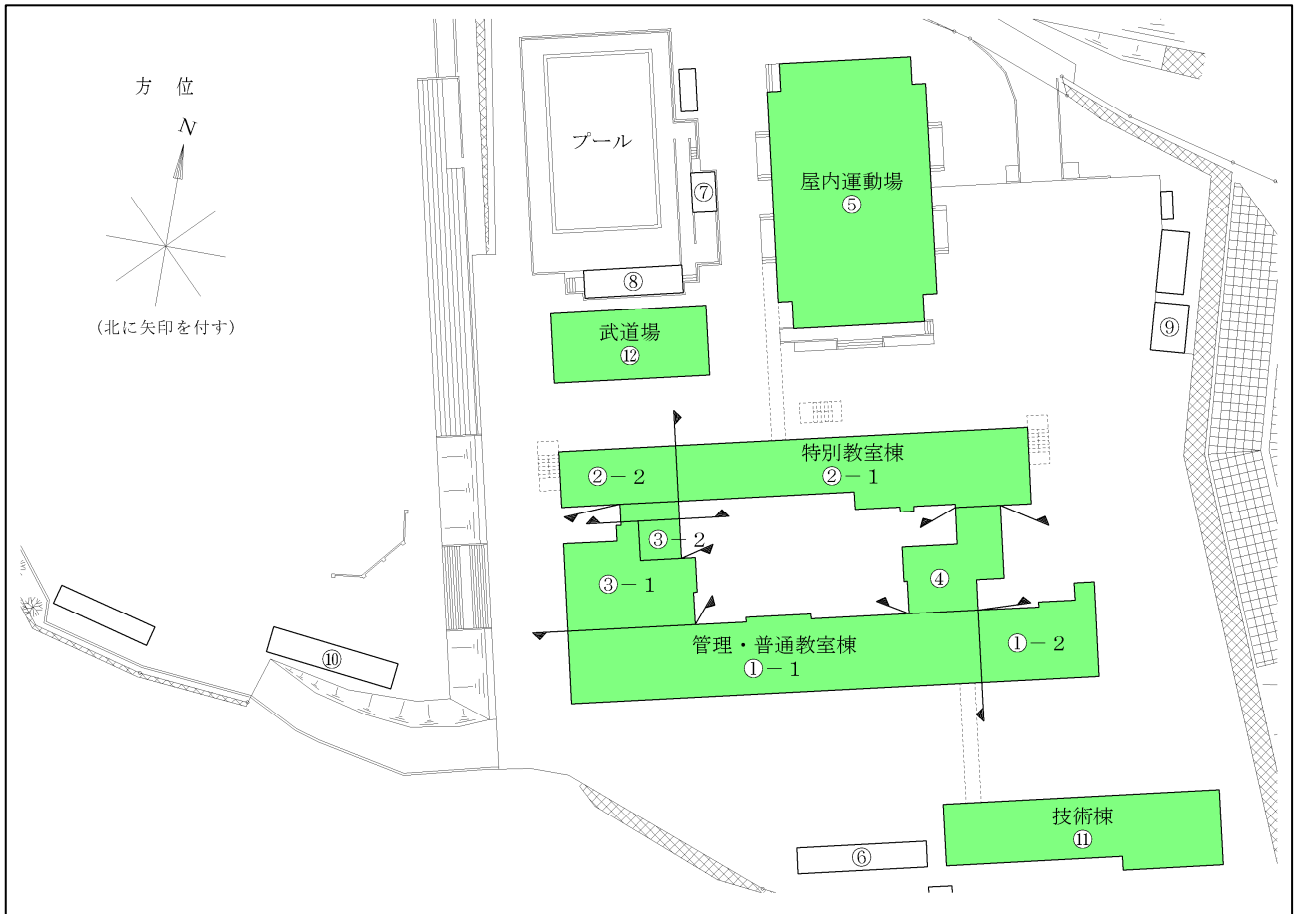 方 位
N
(北に矢印を付す)
プール
⑦
⑧
屋内運動場
⑤
武道場
⑫
⑨
特別教室棟
②-1
②-2
③-2
③-1
④
管理・普通教室棟
①-1
①-2
⑩
技術棟
⑪
⑥